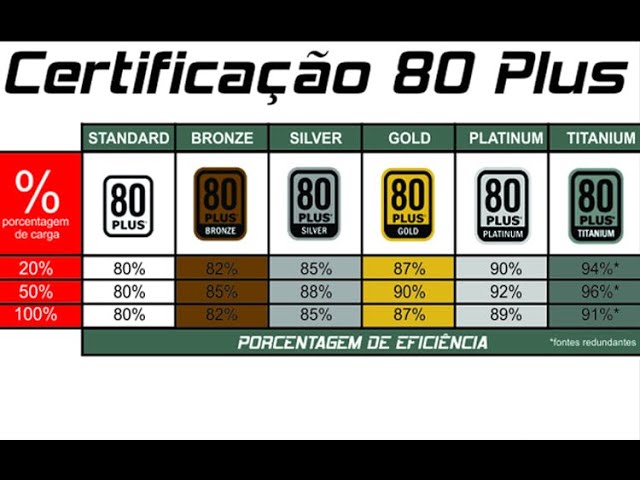 Certificação 80 Plus
STANDARD BRONZE SILVER GOLD PLATINUM TITANIUM
%
porcentagem
de carga
80 PLUS
80 PLUS BRONZE
80 PLUS SILVER
80 PLUS GOLD
80 PLUS PLATINUM
80 PLUS TITANIUM
20% 80% 82% 85% 87% 90% 94%*
50% 80% 85% 88% 90% 92% 96%*
100% 80% 82% 85% 87% 89% 91%*
PORCENTAGEM DE EFICIÊNCIA *fontes redundantes